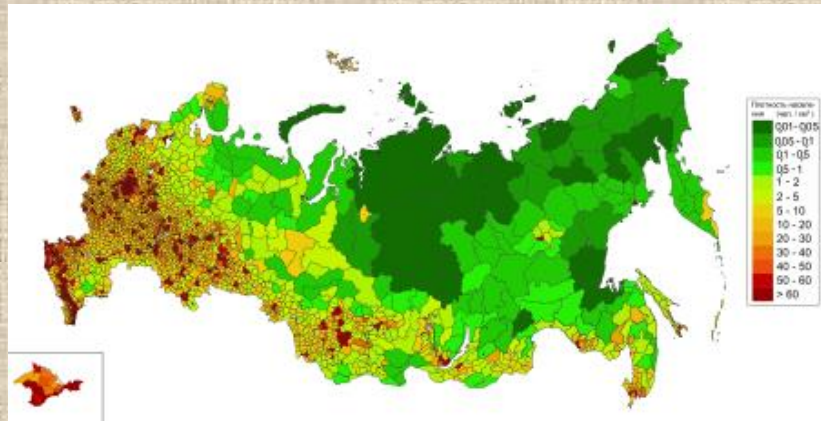 Плотность населе-
ния (чел. / км²)
0,01 - 0,05
0,05 - 0,1
0,1 - 0,5
0,5 - 1
1 - 2
2 - 5
5 - 10
10 - 20
20 - 30
30 - 40
40 - 50
50 - 60
> 60